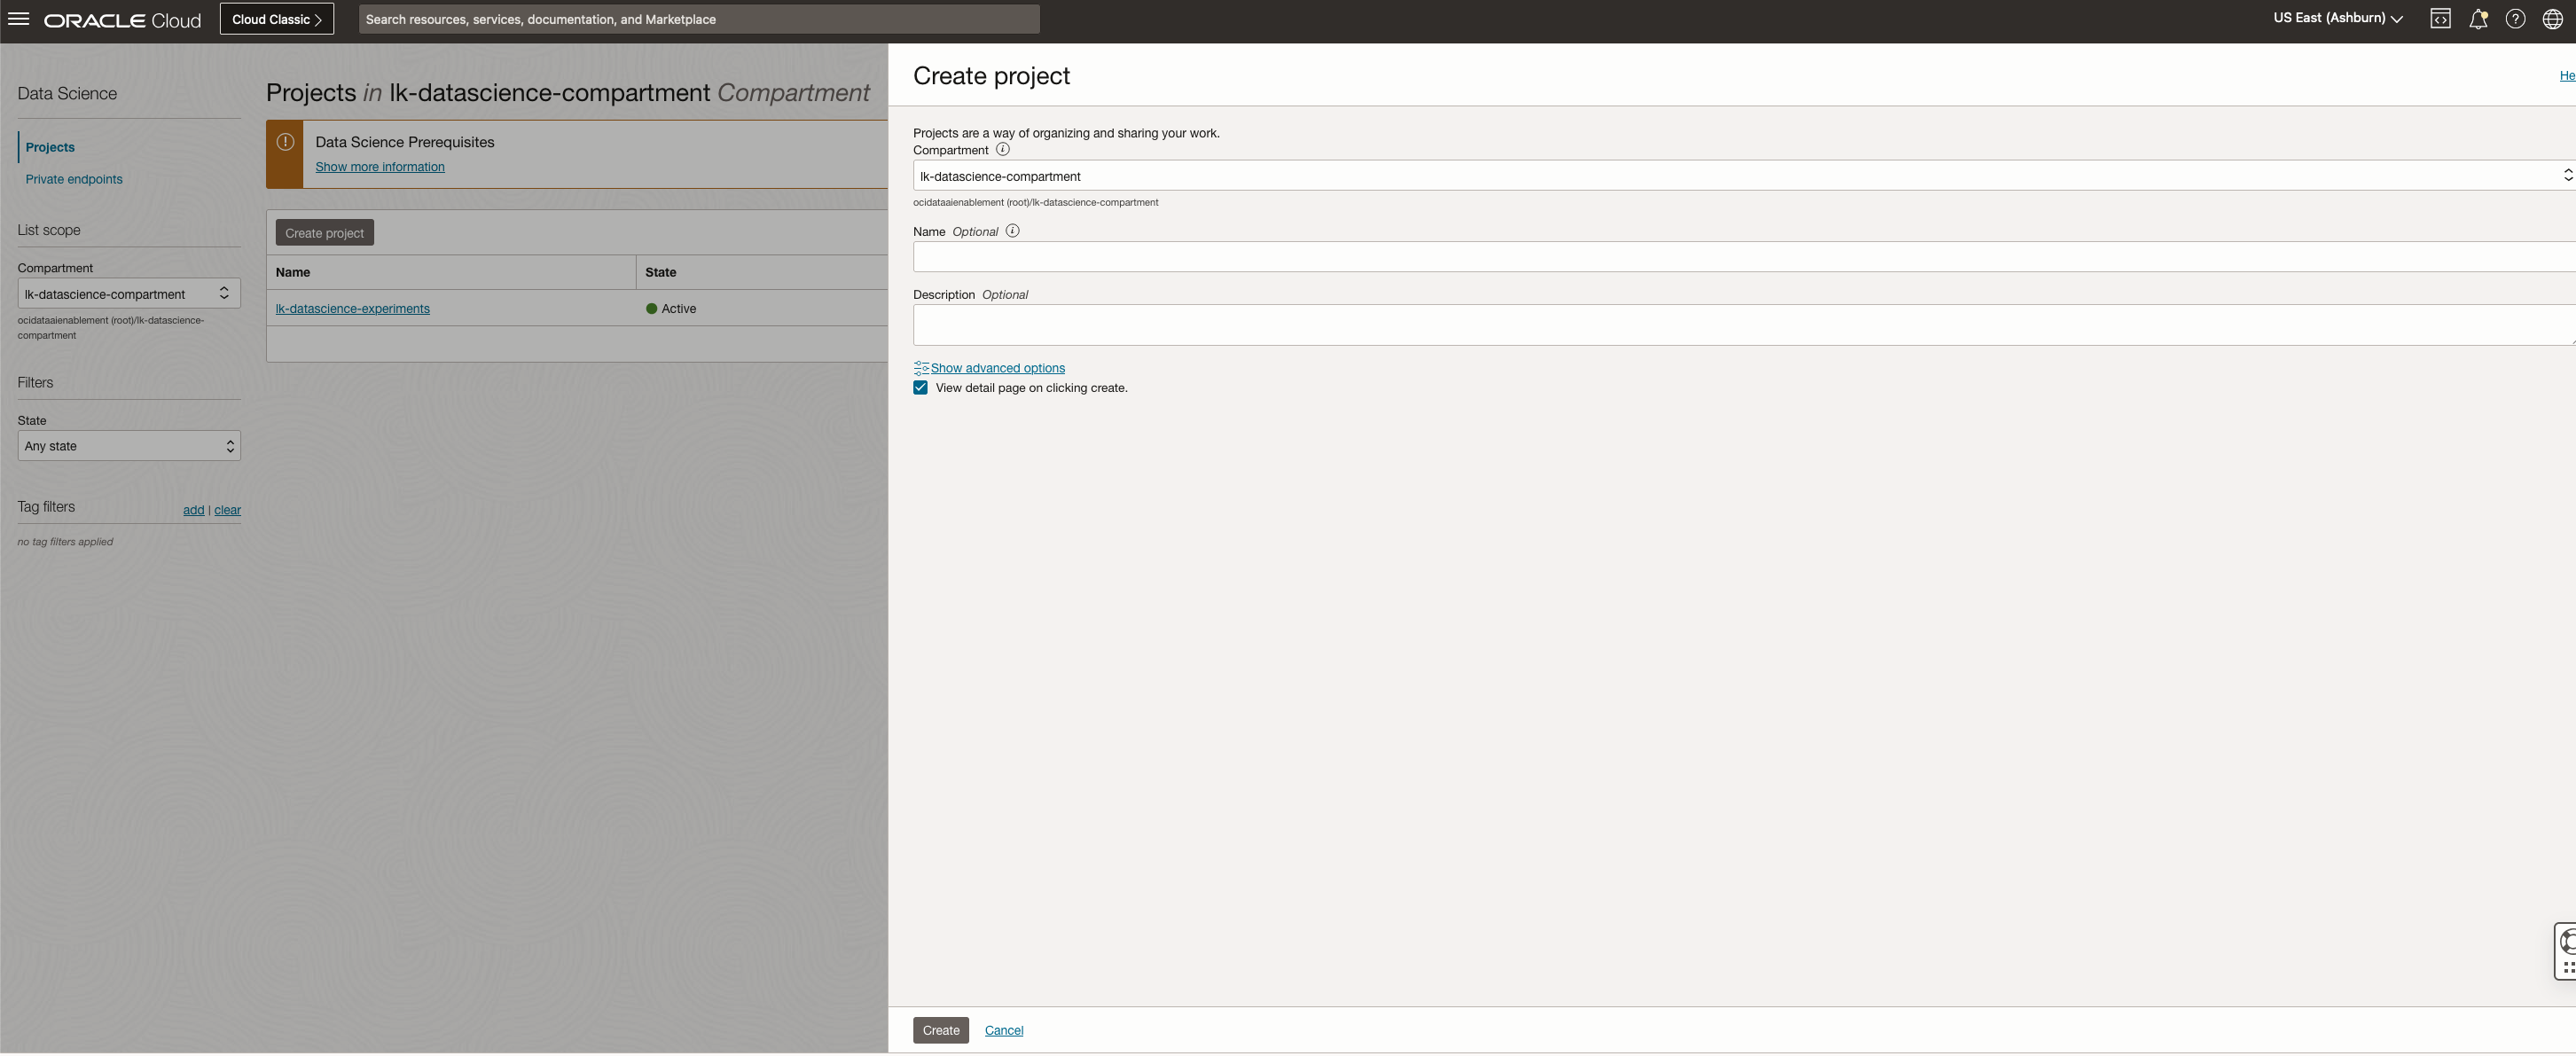 ORACLE Cloud
Cloud Classic
Search resources, services, documentation, and Marketplace
US East (Ashburn)
Data Science
Projects
Private endpoints
List scope
Compartment
lk-datascience-compartment
ocidataaienablement (root)/lk-datascience-
compartment
Filters
State
Any state
Tag filters
add | clear
no tag filters applied
Projects in lk-datascience-compartment Compartment
Data Science Prerequisites
Show more information
Create project
Name State
lk-datascience-experiments Active
Create project
He
Projects are a way of organizing and sharing your work.
Compartment
lk-datascience-compartment
ocidataaienablement (root)/lk-datascience-compartment
Name Optional
Description Optional
Show advanced options
View detail page on clicking create.
Create
Cancel